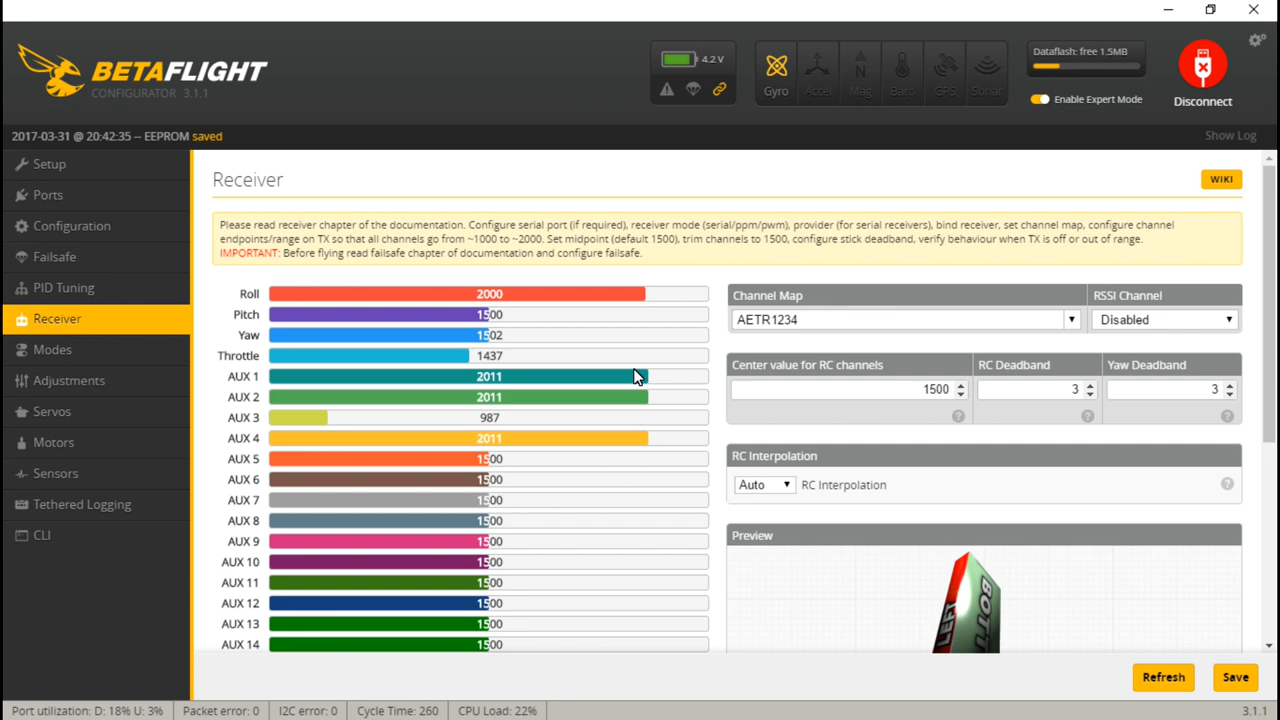 BETAFLIGHT
CONFIGURATOR 3.1.1
4.2 V
Gyro
Accel
Mag
Baro
GPS
Sonar
Dataflash: free 1.5MB
Enable Expert Mode
Disconnect
2017-03-31 @ 20:42:35 -- EEPROM saved
Show Log
Setup
Ports
Configuration
Failsafe
PID Tuning
Receiver
Modes
Adjustments
Servos
Motors
Sensors
Tethered Logging
CLI
Receiver
WIKI
Please read receiver chapter of the documentation. Configure serial port (if required), receiver mode (serial/ppm/pwm), provider (for serial receivers), bind receiver, set channel map, configure channel
endpoints/range on TX so that all channels go from ~1000 to ~2000. Set midpoint (default 1500), trim channels to 1500, configure stick deadband, verify behaviour when TX is off or out of range.
IMPORTANT: Before flying read failsafe chapter of documentation and configure failsafe.
Roll 2000
Pitch 1500
Yaw 1502
Throttle 1437
AUX 1 2011
AUX 2 2011
AUX 3 987
AUX 4 2011
AUX 5 1500
AUX 6 1500
AUX 7 1500
AUX 8 1500
AUX 9 1500
AUX 10 1500
AUX 11 1500
AUX 12 1500
AUX 13 1500
AUX 14 1500
Channel Map
RSSI Channel
AETR1234
Disabled
Center value for RC channels
RC Deadband
Yaw Deadband
1500
3
3
RC Interpolation
Auto
RC Interpolation
Preview
LEFT
BOTT
Refresh
Save
Port utilization: D: 18% U: 3%
Packet error: 0
I2C error: 0
Cycle Time: 260
CPU Load: 22%
3.1.1